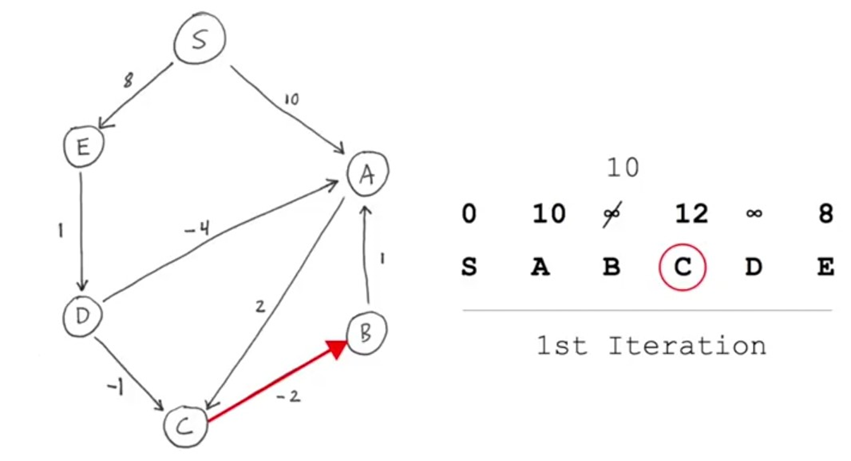 S
8
10
E
A
1
-4
1
2
D
B
-1
-2
C
10
0 10 ∞ 12 ∞ 8
S A B C D E
1st Iteration